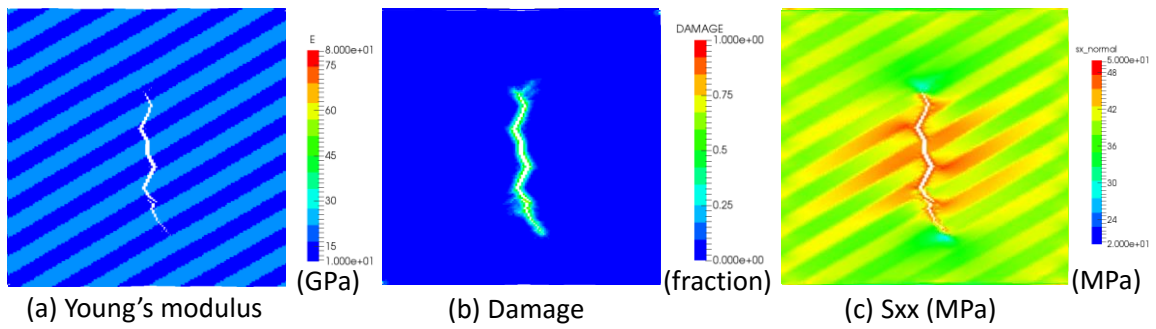 E
8.000e+01
75
60
45
30
15
1.000e+01
(GPa)
(a) Young’s modulus
DAMAGE
1.000e+00
0.75
0.5
0.25
0.000e+00
(fraction)
(b) Damage
sx_normal
5.000e+01
48
42
36
30
24
2.000e+01
(MPa)
(c) Sxx (MPa)